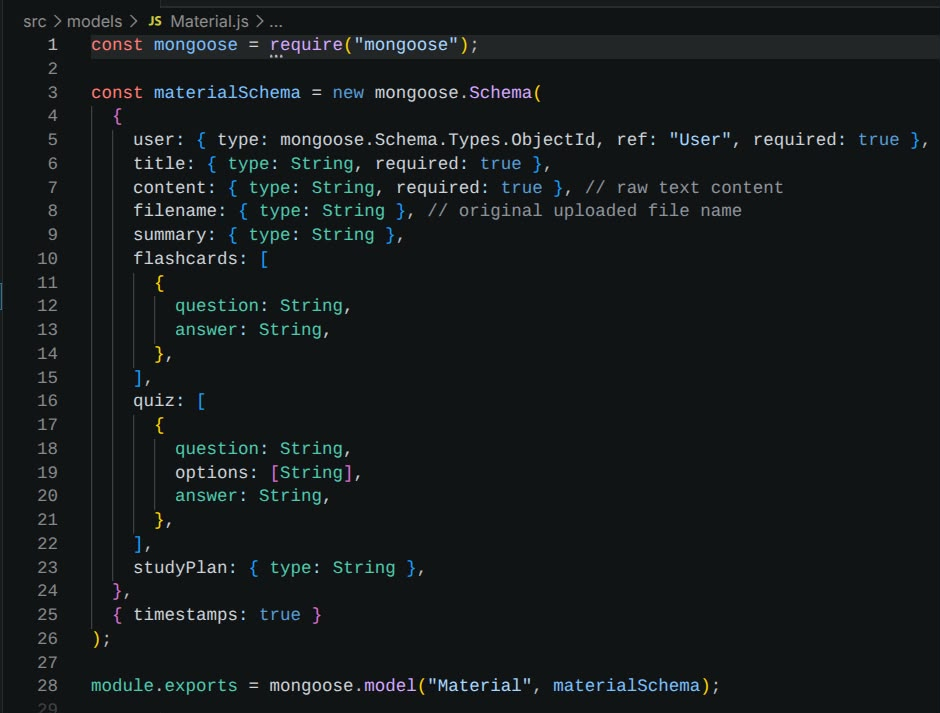 src > models > JS Material.js > ...
1 const mongoose = require("mongoose");
2
3 const materialSchema = new mongoose.Schema(
4   {
5     user: { type: mongoose.Schema.Types.ObjectId, ref: "User", required: true },
6     title: { type: String, required: true },
7     content: { type: String, required: true }, // raw text content
8     filename: { type: String }, // original uploaded file name
9     summary: { type: String },
10     flashcards: [
11       {
12         question: String,
13         answer: String,
14       },
15     ],
16     quiz: [
17       {
18         question: String,
19         options: [String],
20         answer: String,
21       },
22     ],
23     studyPlan: { type: String },
24   },
25   { timestamps: true }
26 );
27
28 module.exports = mongoose.model("Material", materialSchema);
29